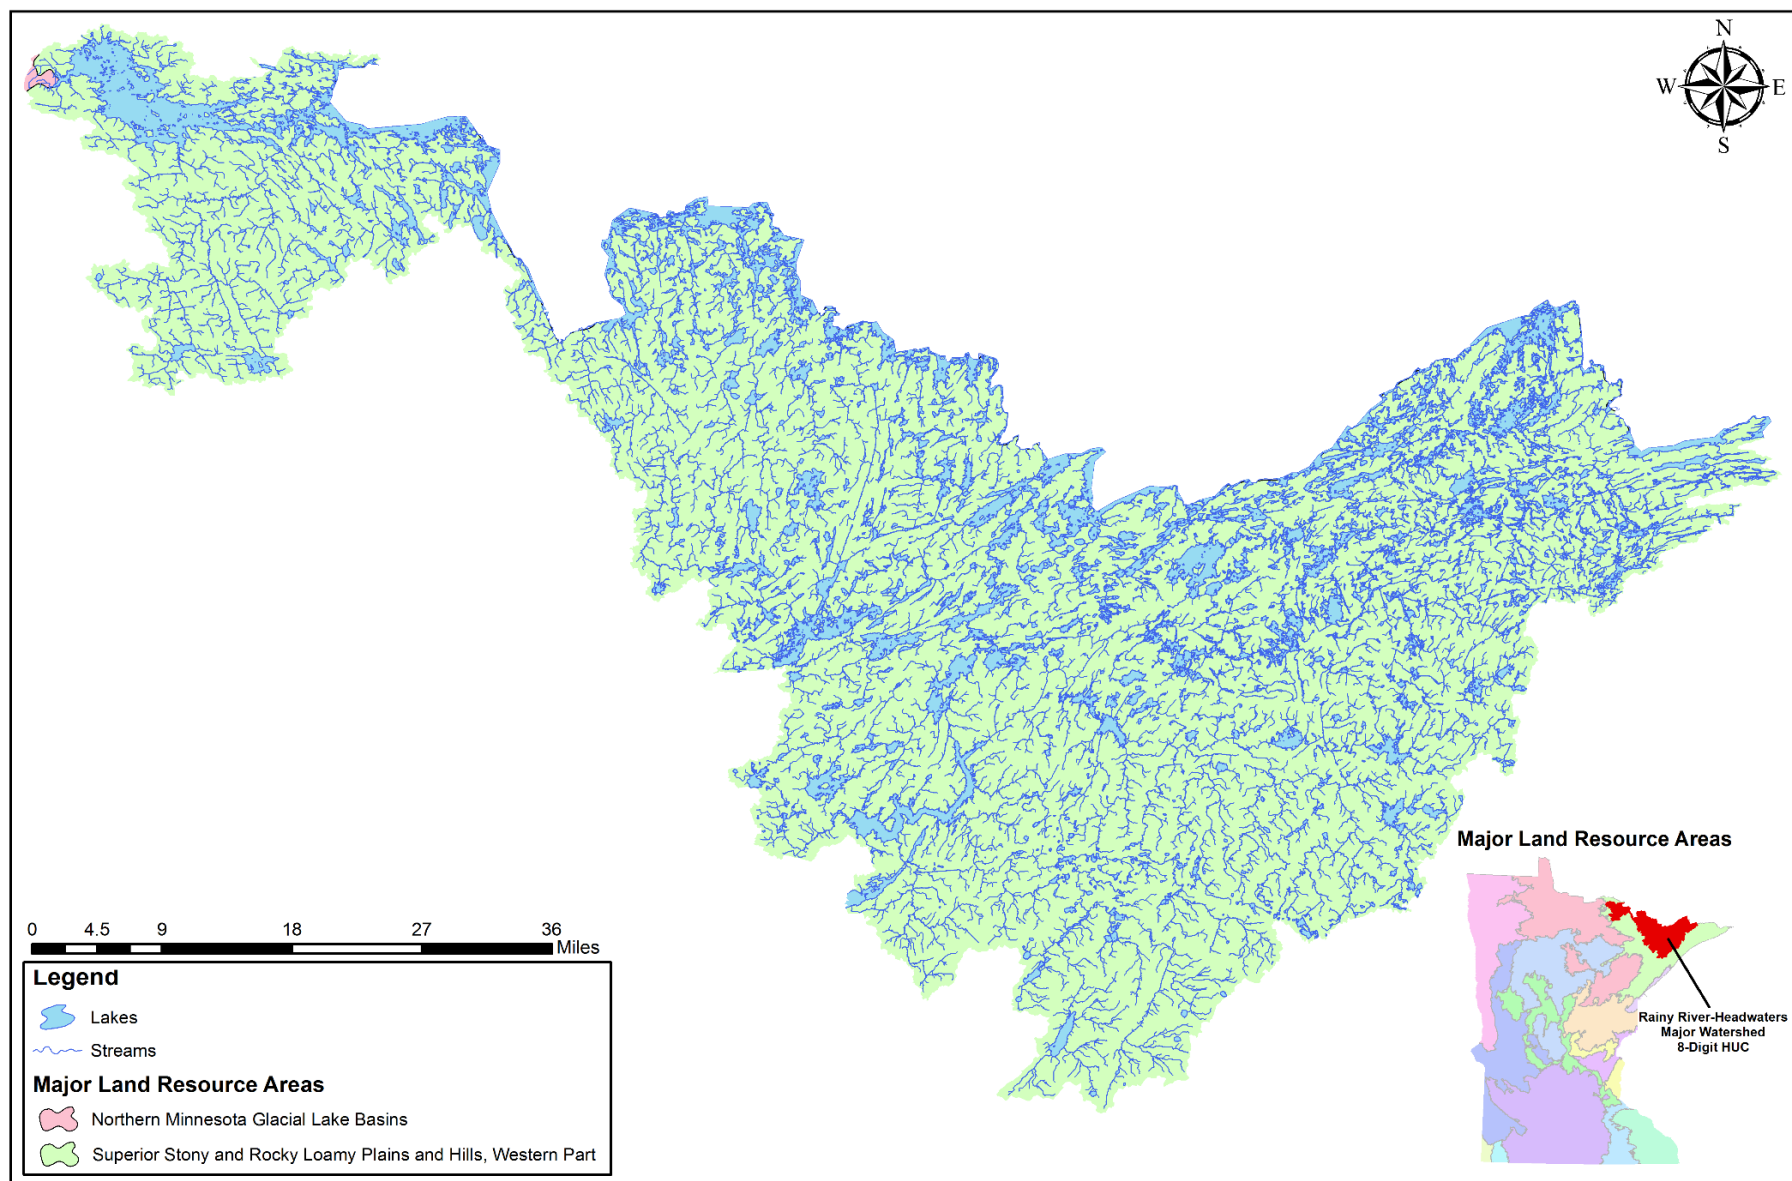 N
W E
S
0 4.5 9 18 27 36
Miles
Legend
Lakes
Streams
Major Land Resource Areas
Northern Minnesota Glacial Lake Basins
Superior Stony and Rocky Loamy Plains and Hills, Western Part
Major Land Resource Areas
Rainy River-Headwaters
Major Watershed
8-Digit HUC